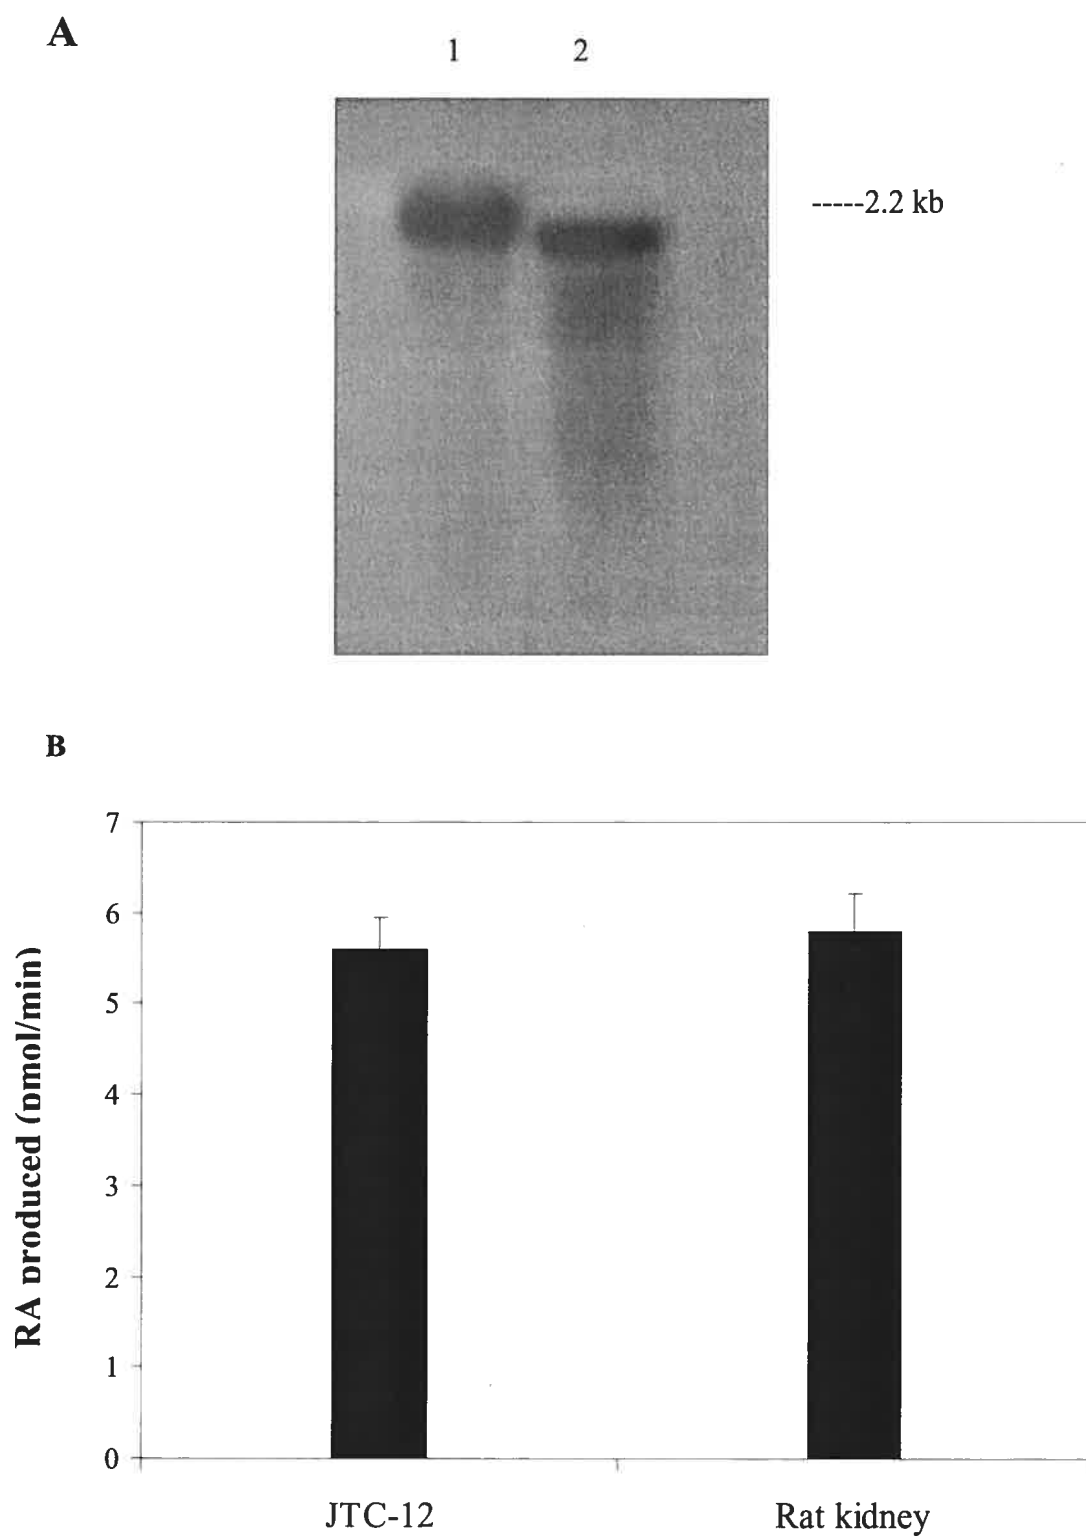 A
1 2
-----2.2 kb
B
7
6
5
4
3
2
1
0
RA produced (pmol/min)
JTC-12 Rat kidney